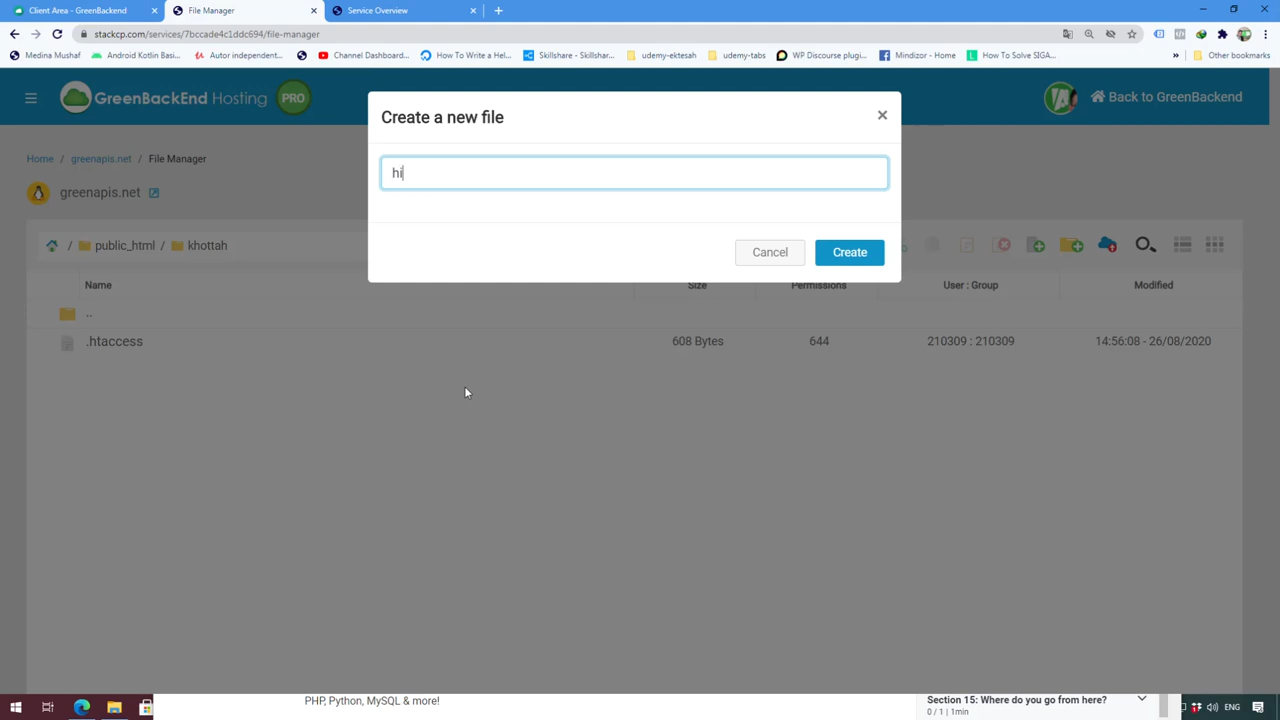 Client Area - GreenBackend
File Manager
Service Overview
stackcp.com/services/7bccade4c1ddc694/file-manager
Medina Mushaf
Android Kotlin Basi...
Autor independent...
Channel Dashboard...
How To Write a Hel...
Skillshare - Skillshar...
udemy-ektesah
udemy-tabs
WP Discourse plugi...
Mindizor - Home
How To Solve SIGA...
»
Other bookmarks
GreenBackEnd Hosting PRO
Back to GreenBackend
Create a new file
×
hi
Cancel
Create
Home / greenapis.net / File Manager
greenapis.net
/ public_html / khottah
Name Size Permissions User : Group Modified
..
.htaccess 608 Bytes 644 210309 : 210309 14:56:08 - 26/08/2020
PHP, Python, MySQL & more!
Section 15: Where do you go from here?
0 / 1 | 1min
ENG